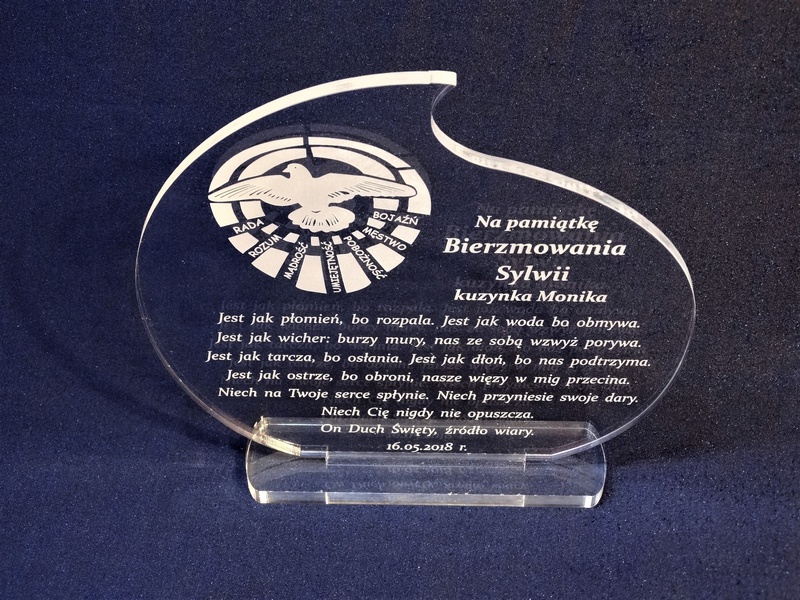 RADA
ROZUM
MĄDROŚĆ
UMIEJĘTNOŚĆ
POBOŻNOŚĆ
MĘSTWO
BOJAŹŃ
Na pamiątkę
Bierzmowania
Sylwii
kuzynka Monika
Jest jak płomień, bo rozpala. Jest jak woda bo obmywa.
Jest jak wicher: burzy mury, nas ze sobą wzwyż porywa.
Jest jak tarcza, bo osłania. Jest jak dłoń, bo nas podtrzyma.
Jest jak ostrze, bo obroni, nasze więzy w mig przecina.
Niech na Twoje serce spłynie. Niech przyniesie swoje dary.
Niech Cię nigdy nie opuszcza.
On Duch Święty, źródło wiary.
16.05.2018 r.